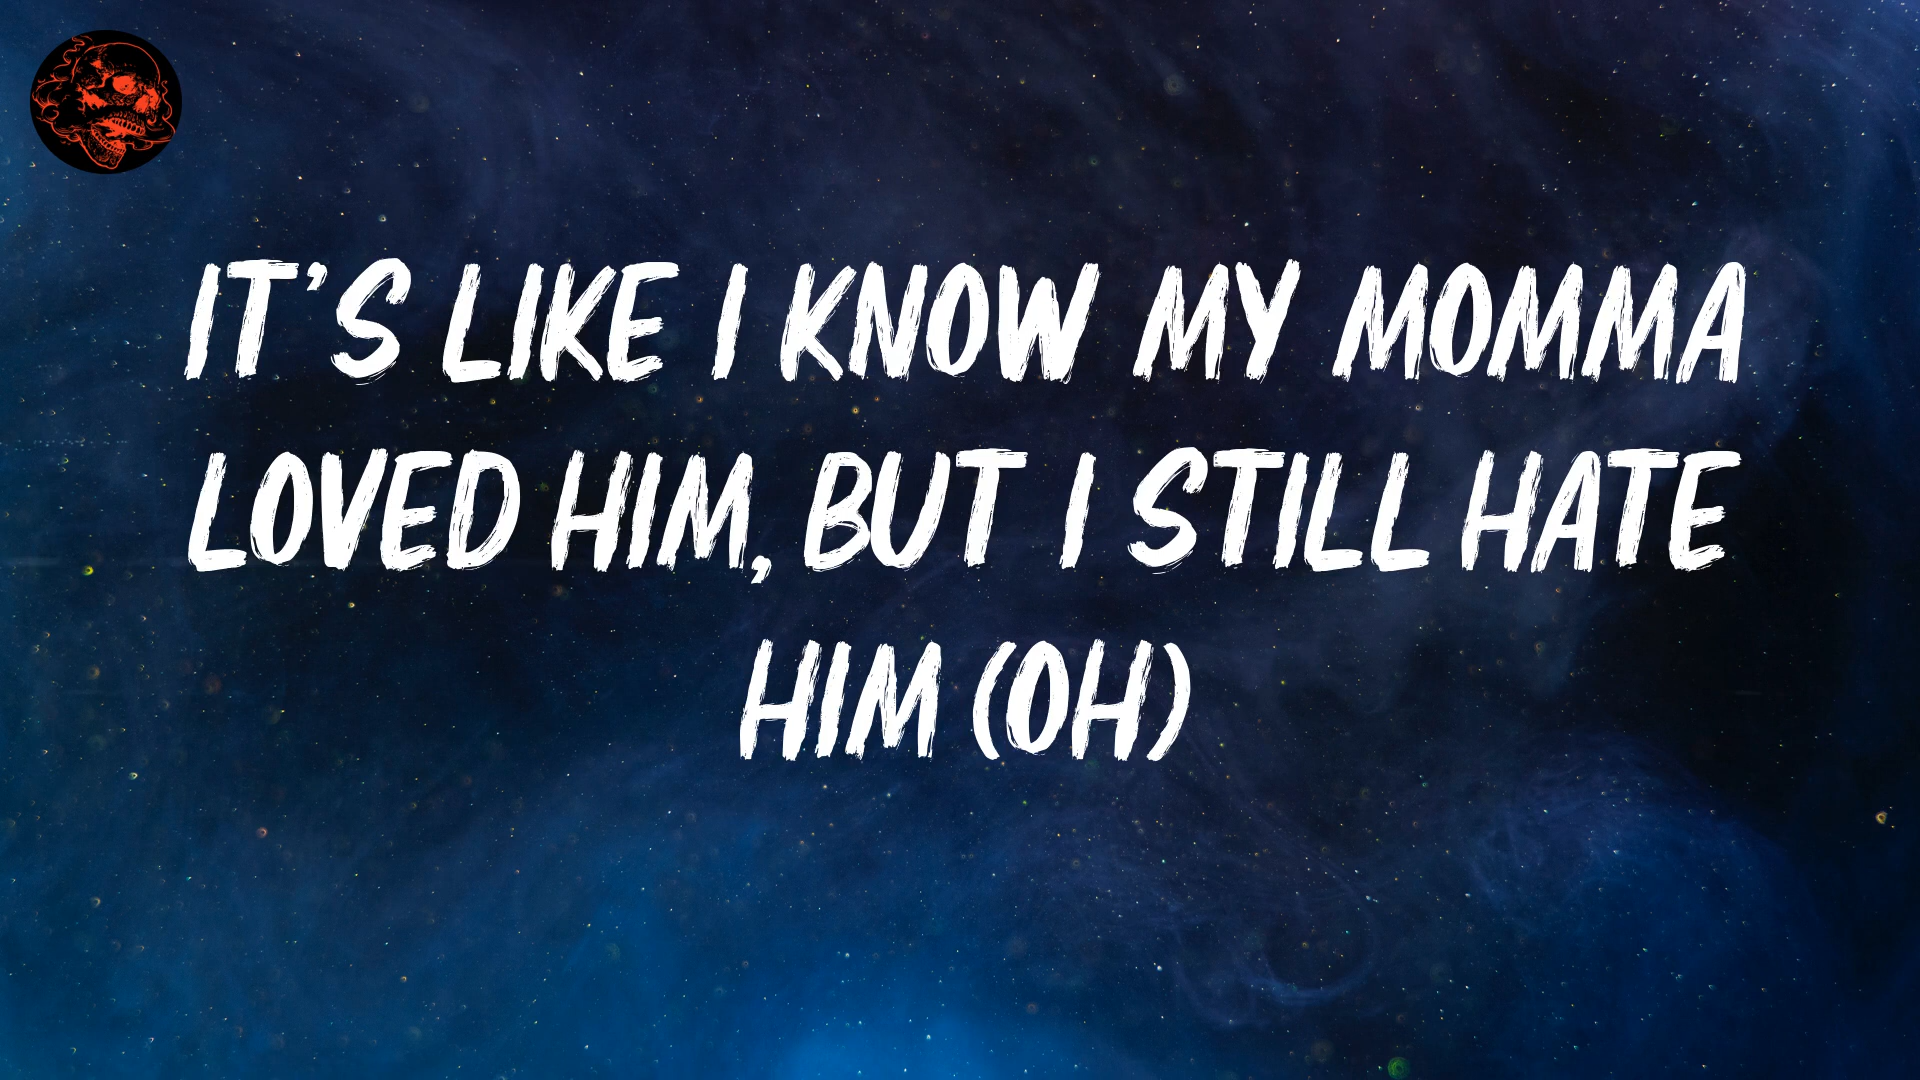 IT'S LIKE I KNOW MY MOMMA
LOVED HIM, BUT I STILL HATE
HIM (OH)